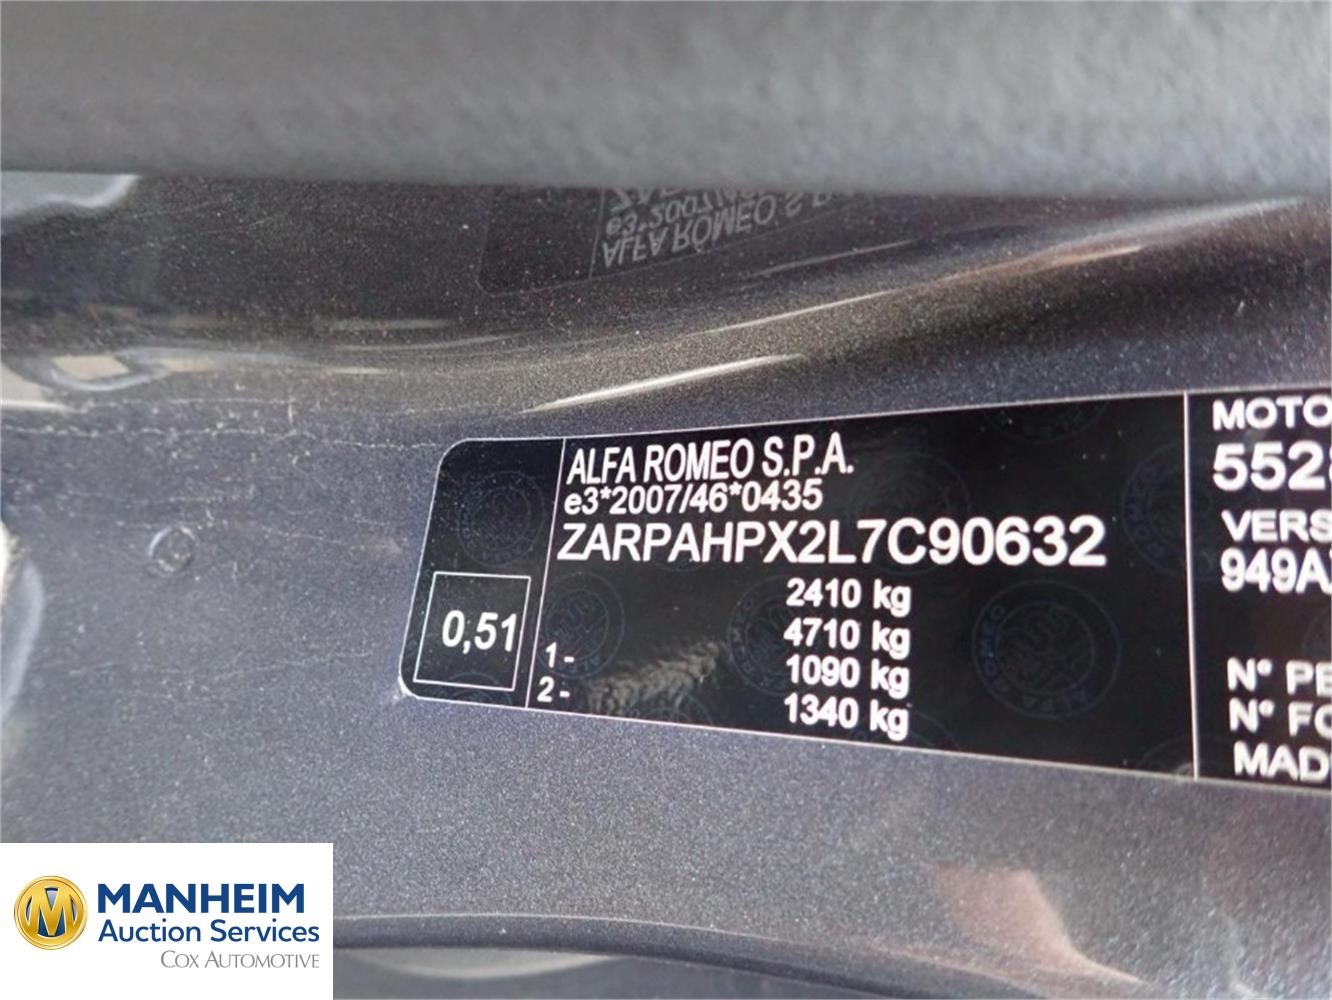 ALFA ROMEO S.P.A.
e3*2007/46*0435
ZARPAHPX2L7C90632
2410 kg
4710 kg
1- 1090 kg
2- 1340 kg
0,51
MOTO
552
VERS
949A
N° PE
N° FO
MAD
MANHEIM
Auction Services
COX AUTOMOTIVE